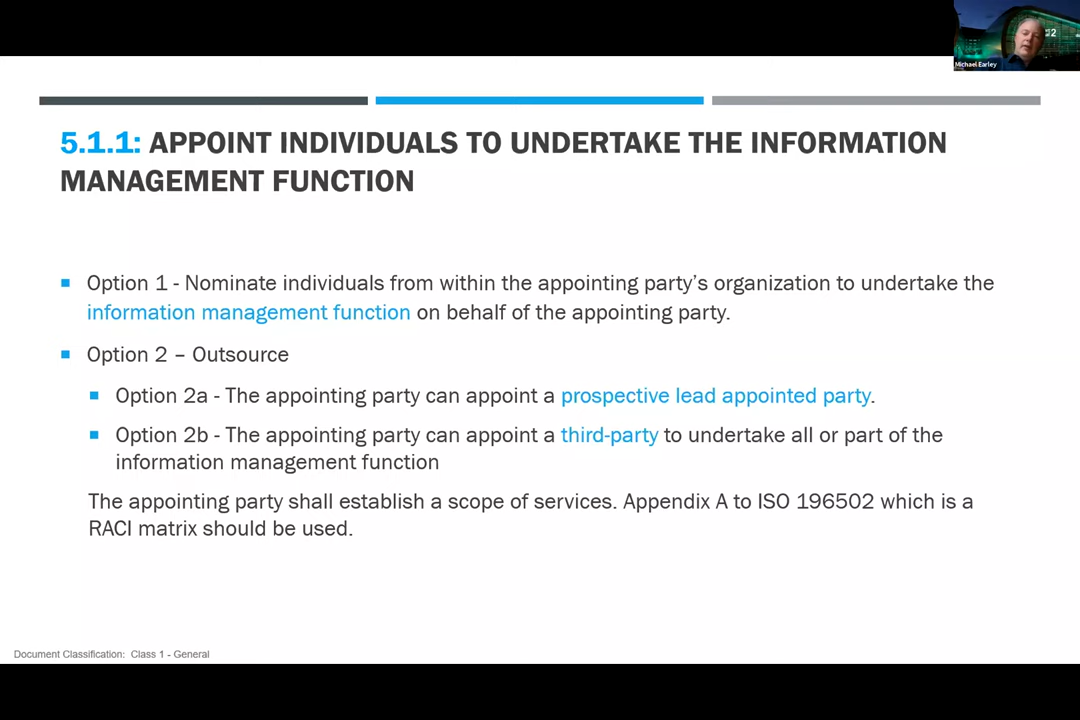 2
Michael Earley
5.1.1: APPOINT INDIVIDUALS TO UNDERTAKE THE INFORMATION
MANAGEMENT FUNCTION
Option 1 - Nominate individuals from within the appointing party's organization to undertake the
information management function on behalf of the appointing party.
Option 2 – Outsource
Option 2a - The appointing party can appoint a prospective lead appointed party.
Option 2b - The appointing party can appoint a third-party to undertake all or part of the
information management function
The appointing party shall establish a scope of services. Appendix A to ISO 196502 which is a
RACI matrix should be used.
Document Classification: Class 1 - General